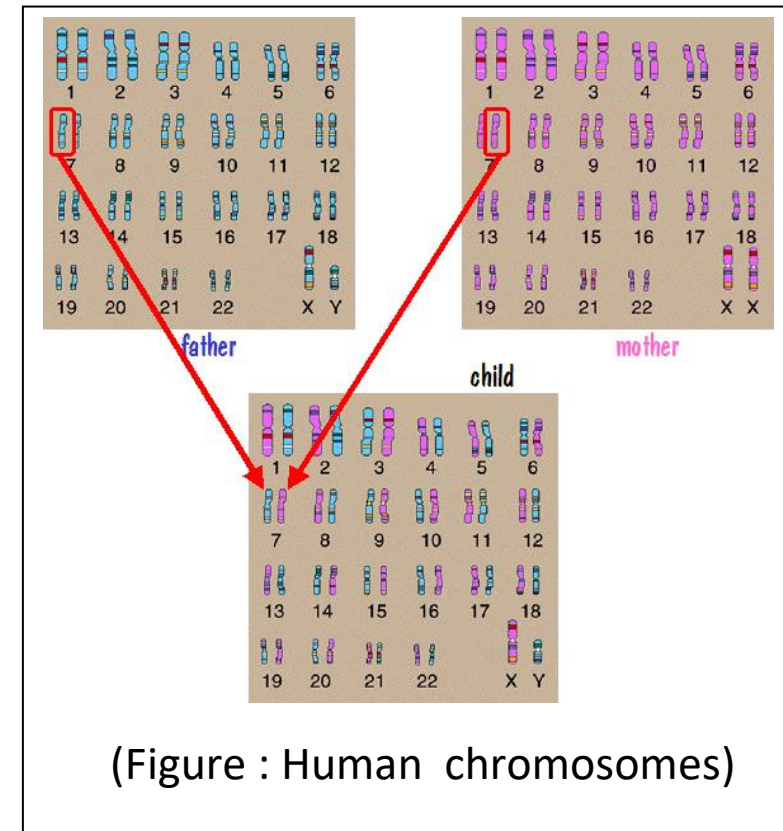 1 2 3 4 5 6
7 8 9 10 11 12
13 14 15 16 17 18
19 20 21 22 X Y
father
1 2 3 4 5 6
7 8 9 10 11 12
13 14 15 16 17 18
19 20 21 22 X X
mother
child
1 2 3 4 5 6
7 8 9 10 11 12
13 14 15 16 17 18
19 20 21 22 X Y
(Figure : Human chromosomes)